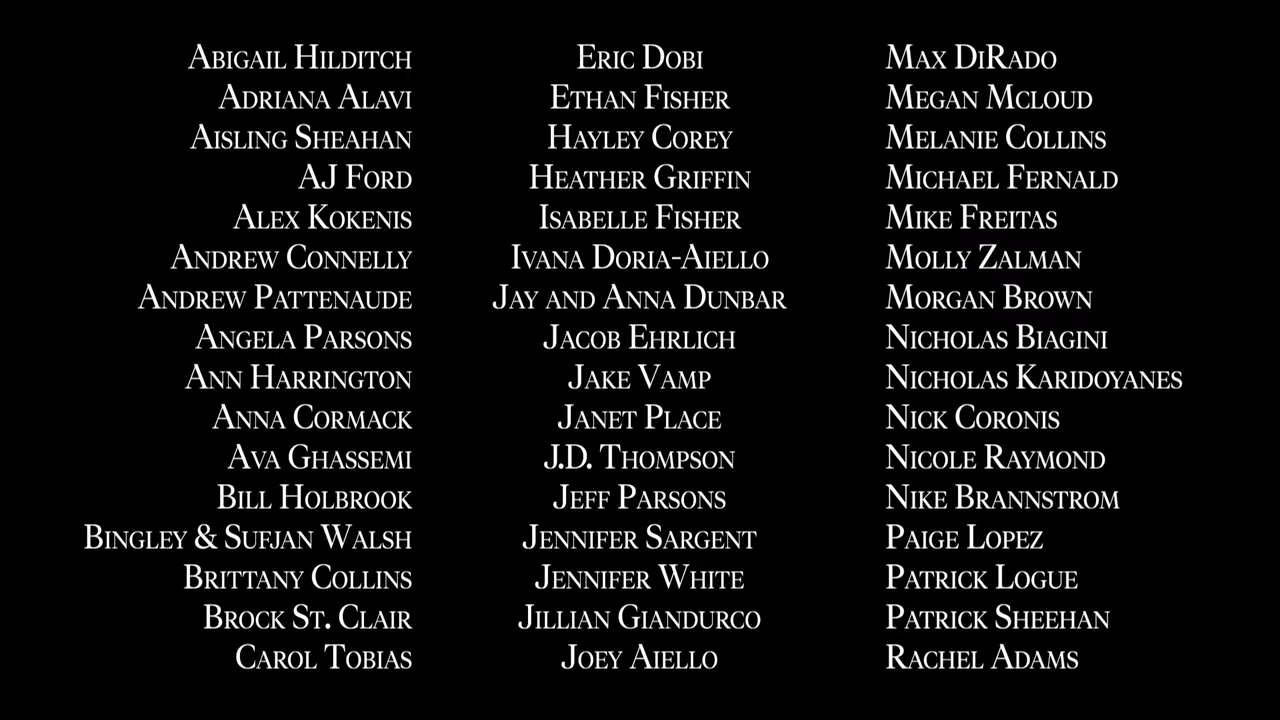 Abigail Hilditch
Adriana Alavi
Aisling Sheahan
AJ Ford
Alex Kokenis
Andrew Connelly
Andrew Pattenaude
Angela Parsons
Ann Harrington
Anna Cormack
Ava Ghassemi
Bill Holbrook
Bingley & Sufjan Walsh
Brittany Collins
Brock St. Clair
Carol Tobias
Eric Dobi
Ethan Fisher
Hayley Corey
Heather Griffin
Isabelle Fisher
Ivana Doria-Aiello
Jay and Anna Dunbar
Jacob Ehrlich
Jake Vamp
Janet Place
J.D. Thompson
Jeff Parsons
Jennifer Sargent
Jennifer White
Jillian Giandurco
Joey Aiello
Max DiRado
Megan Mcloud
Melanie Collins
Michael Fernald
Mike Freitas
Molly Zalman
Morgan Brown
Nicholas Biagini
Nicholas Karidoyanes
Nick Coronis
Nicole Raymond
Nike Brannstrom
Paige Lopez
Patrick Logue
Patrick Sheehan
Rachel Adams